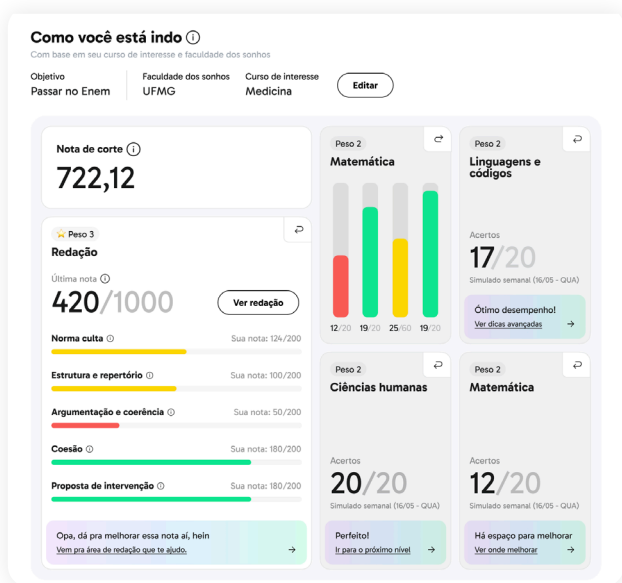 Como você está indo
Com base em seu curso de interesse e faculdade dos sonhos
Objetivo
Passar no Enem
Faculdade dos sonhos
UFMG
Curso de interesse
Medicina
Editar
Nota de corte
722,12
Peso 3
Redação
Última nota
420/1000
Ver redação
Norma culta
Sua nota: 124/200
Estrutura e repertório
Sua nota: 100/200
Argumentação e coerência
Sua nota: 50/200
Coesão
Sua nota: 180/200
Proposta de intervenção
Sua nota: 180/200
Opa, dá pra melhorar essa nota aí, hein
Vem pra área de redação que te ajudo.
Peso 2
Matemática
12/20 19/20 25/60 19/20
Peso 2
Linguagens e
códigos
Acertos
17/20
Simulado semanal (16/05 - QUA)
Ótimo desempenho!
Ver dicas avançadas
Peso 2
Ciências humanas
Acertos
20/20
Simulado semanal (16/05 - QUA)
Perfeito!
Ir para o próximo nível
Peso 2
Matemática
Acertos
12/20
Simulado semanal (16/05 - QUA)
Há espaço para melhorar
Ver onde melhorar